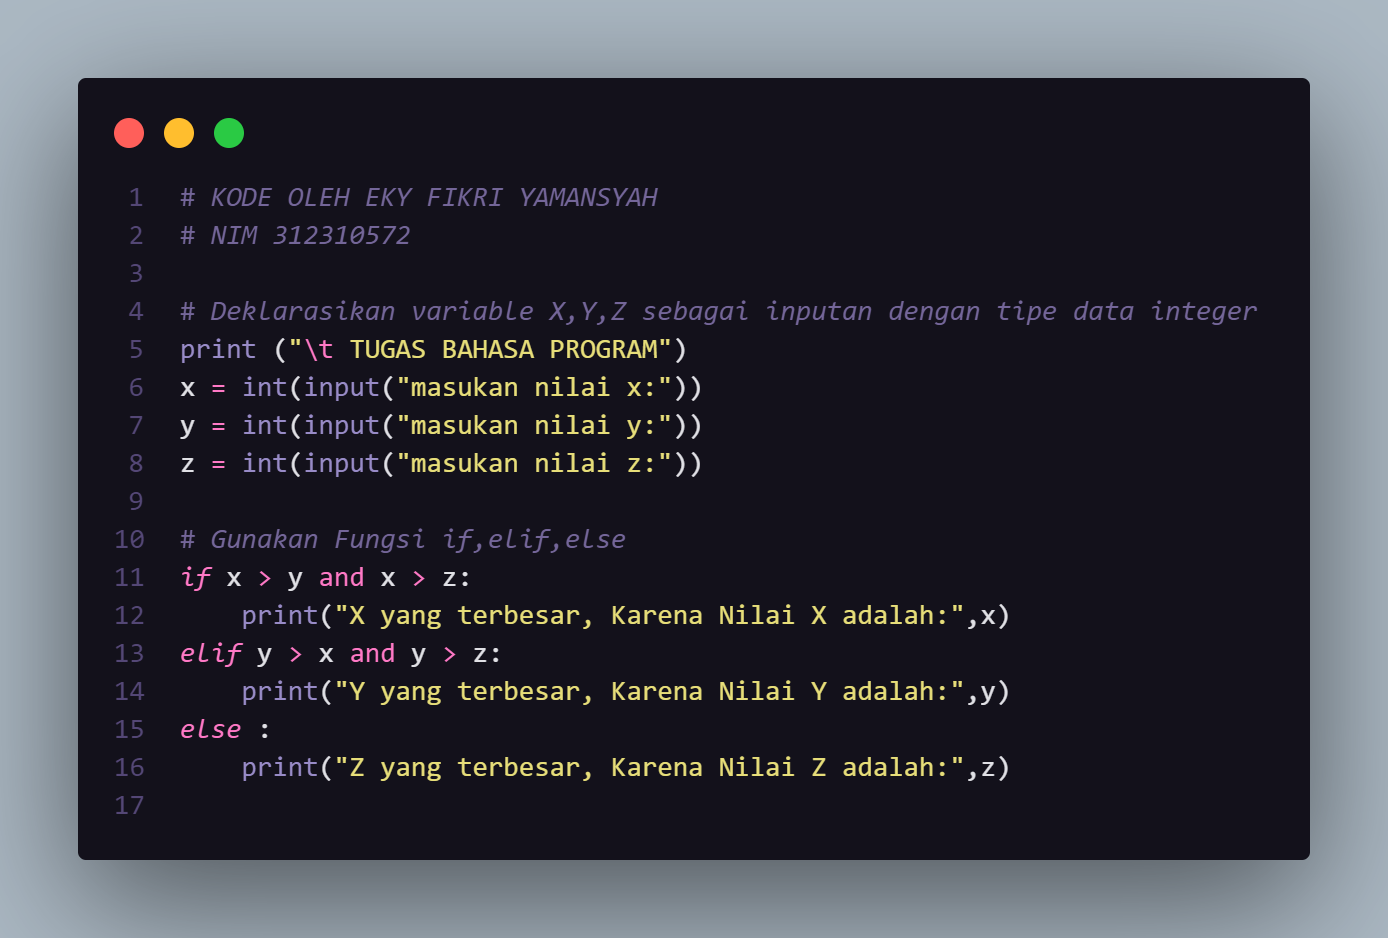 1 # KODE OLEH EKY FIKRI YAMANSYAH
2 # NIM 312310572
3
4 # Deklarasikan variable X,Y,Z sebagai inputan dengan tipe data integer
5 print ("\t TUGAS BAHASA PROGRAM")
6 x = int(input("masukan nilai x:"))
7 y = int(input("masukan nilai y:"))
8 z = int(input("masukan nilai z:"))
9
10 # Gunakan Fungsi if,elif,else
11 if x > y and x > z:
12     print("X yang terbesar, Karena Nilai X adalah:",x)
13 elif y > x and y > z:
14     print("Y yang terbesar, Karena Nilai Y adalah:",y)
15 else :
16     print("Z yang terbesar, Karena Nilai Z adalah:",z)
17